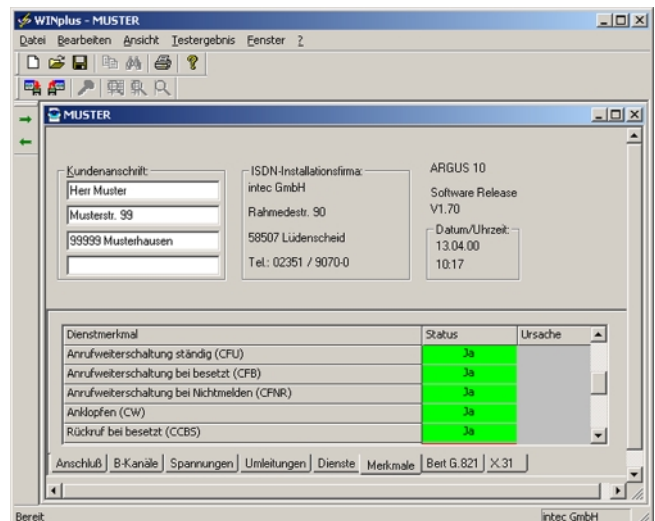 WINplus - MUSTER
Datei Bearbeiten Ansicht Testergebnis Fenster ?
MUSTER
Kundenanschrift:
Herr Muster
Musterstr. 99
99999 Musterhausen
ISDN-Installationsfirma:
intec GmbH
Rahmedestr. 90
58507 Lüdenscheid
Tel.: 02351 / 9070-0
ARGUS 10
Software Release
V1.70
Datum/Uhrzeit:
13.04.00
10:17
Dienstmerkmal Status Ursache
Anrufweiterschaltung ständig (CFU) Ja
Anrufweiterschaltung bei besetzt (CFB) Ja
Anrufweiterschaltung bei Nichtmelden (CFNR) Ja
Anklopfen (CW) Ja
Rückruf bei besetzt (CCBS) Ja
Anschluß B-Kanäle Spannungen Umleitungen Dienste Merkmale Bert G.821 X.31
Bereit intec GmbH